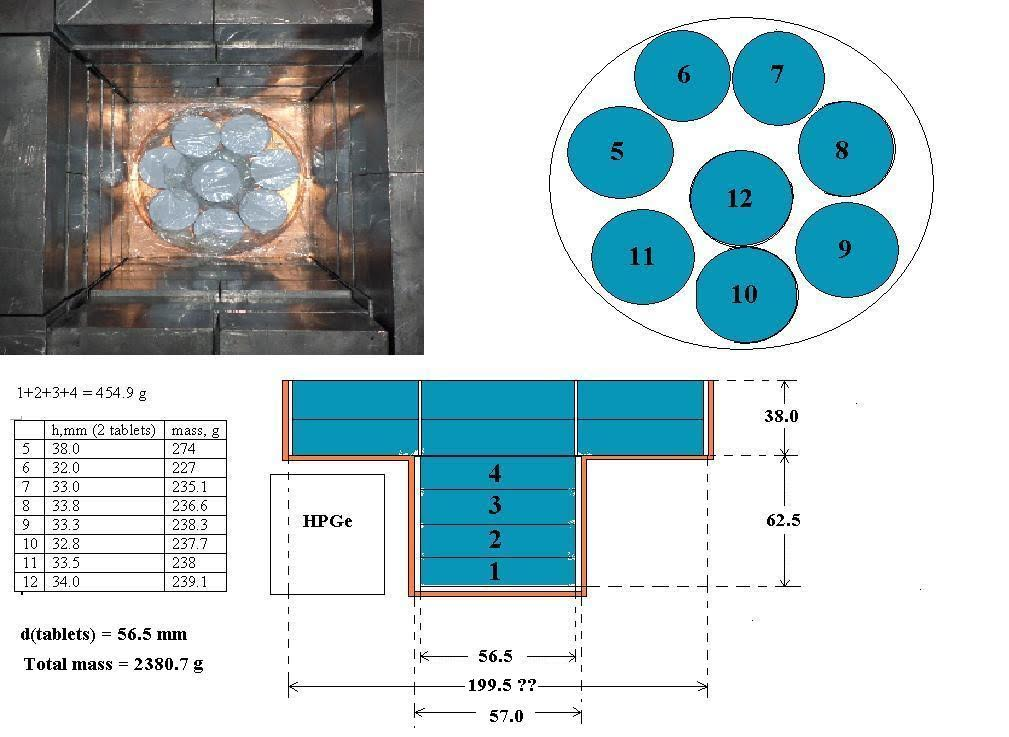 6 7
5 8
12
11 9
10
1+2+3+4 = 454.9 g
h,mm (2 tablets) mass, g
5 38.0 274
6 32.0 227
7 33.0 235.1
8 33.8 236.6
9 33.3 238.3
10 32.8 237.7
11 33.5 238
12 34.0 239.1
d(tablets) = 56.5 mm
Total mass = 2380.7 g
38.0
4
3
HPGe
62.5
2
1
56.5
199.5 ??
57.0